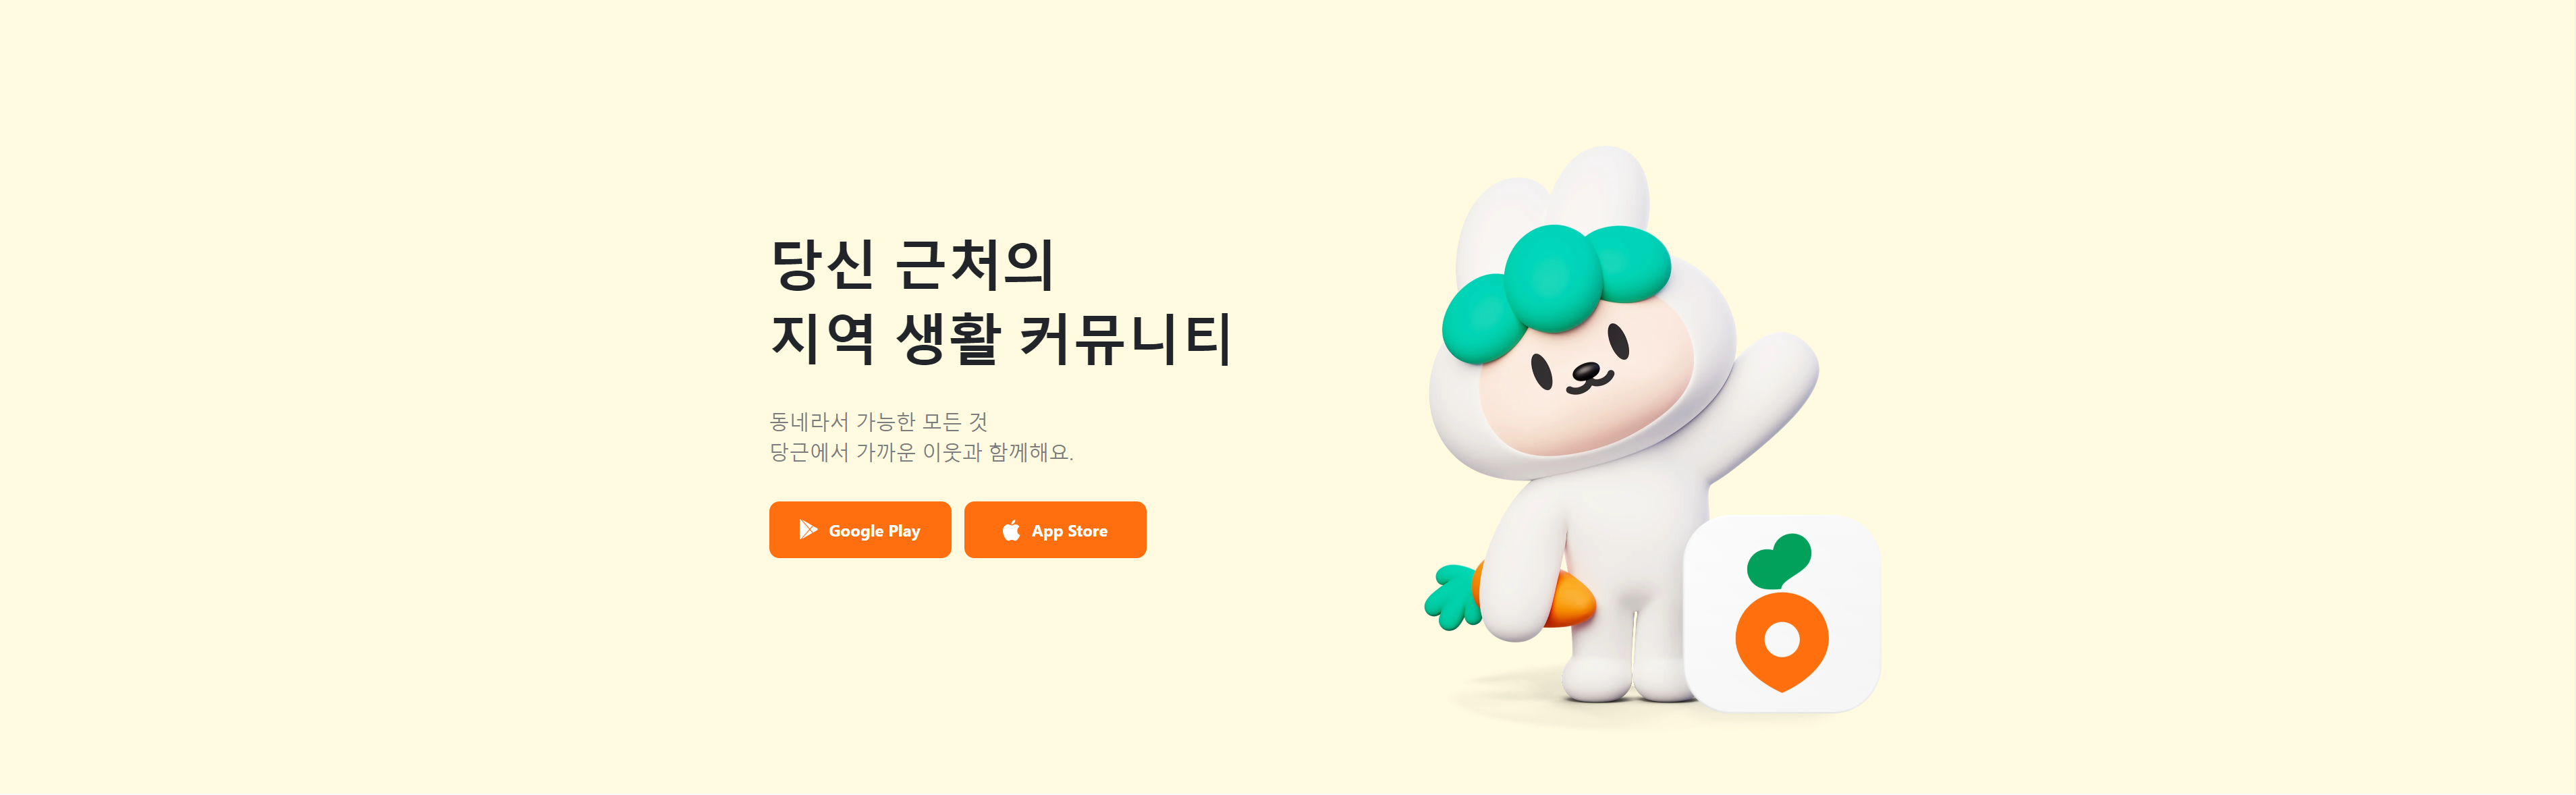 당신 근처의
지역 생활 커뮤니티
동네라서 가능한 모든 것
당근에서 가까운 이웃과 함께해요.
Google Play
App Store